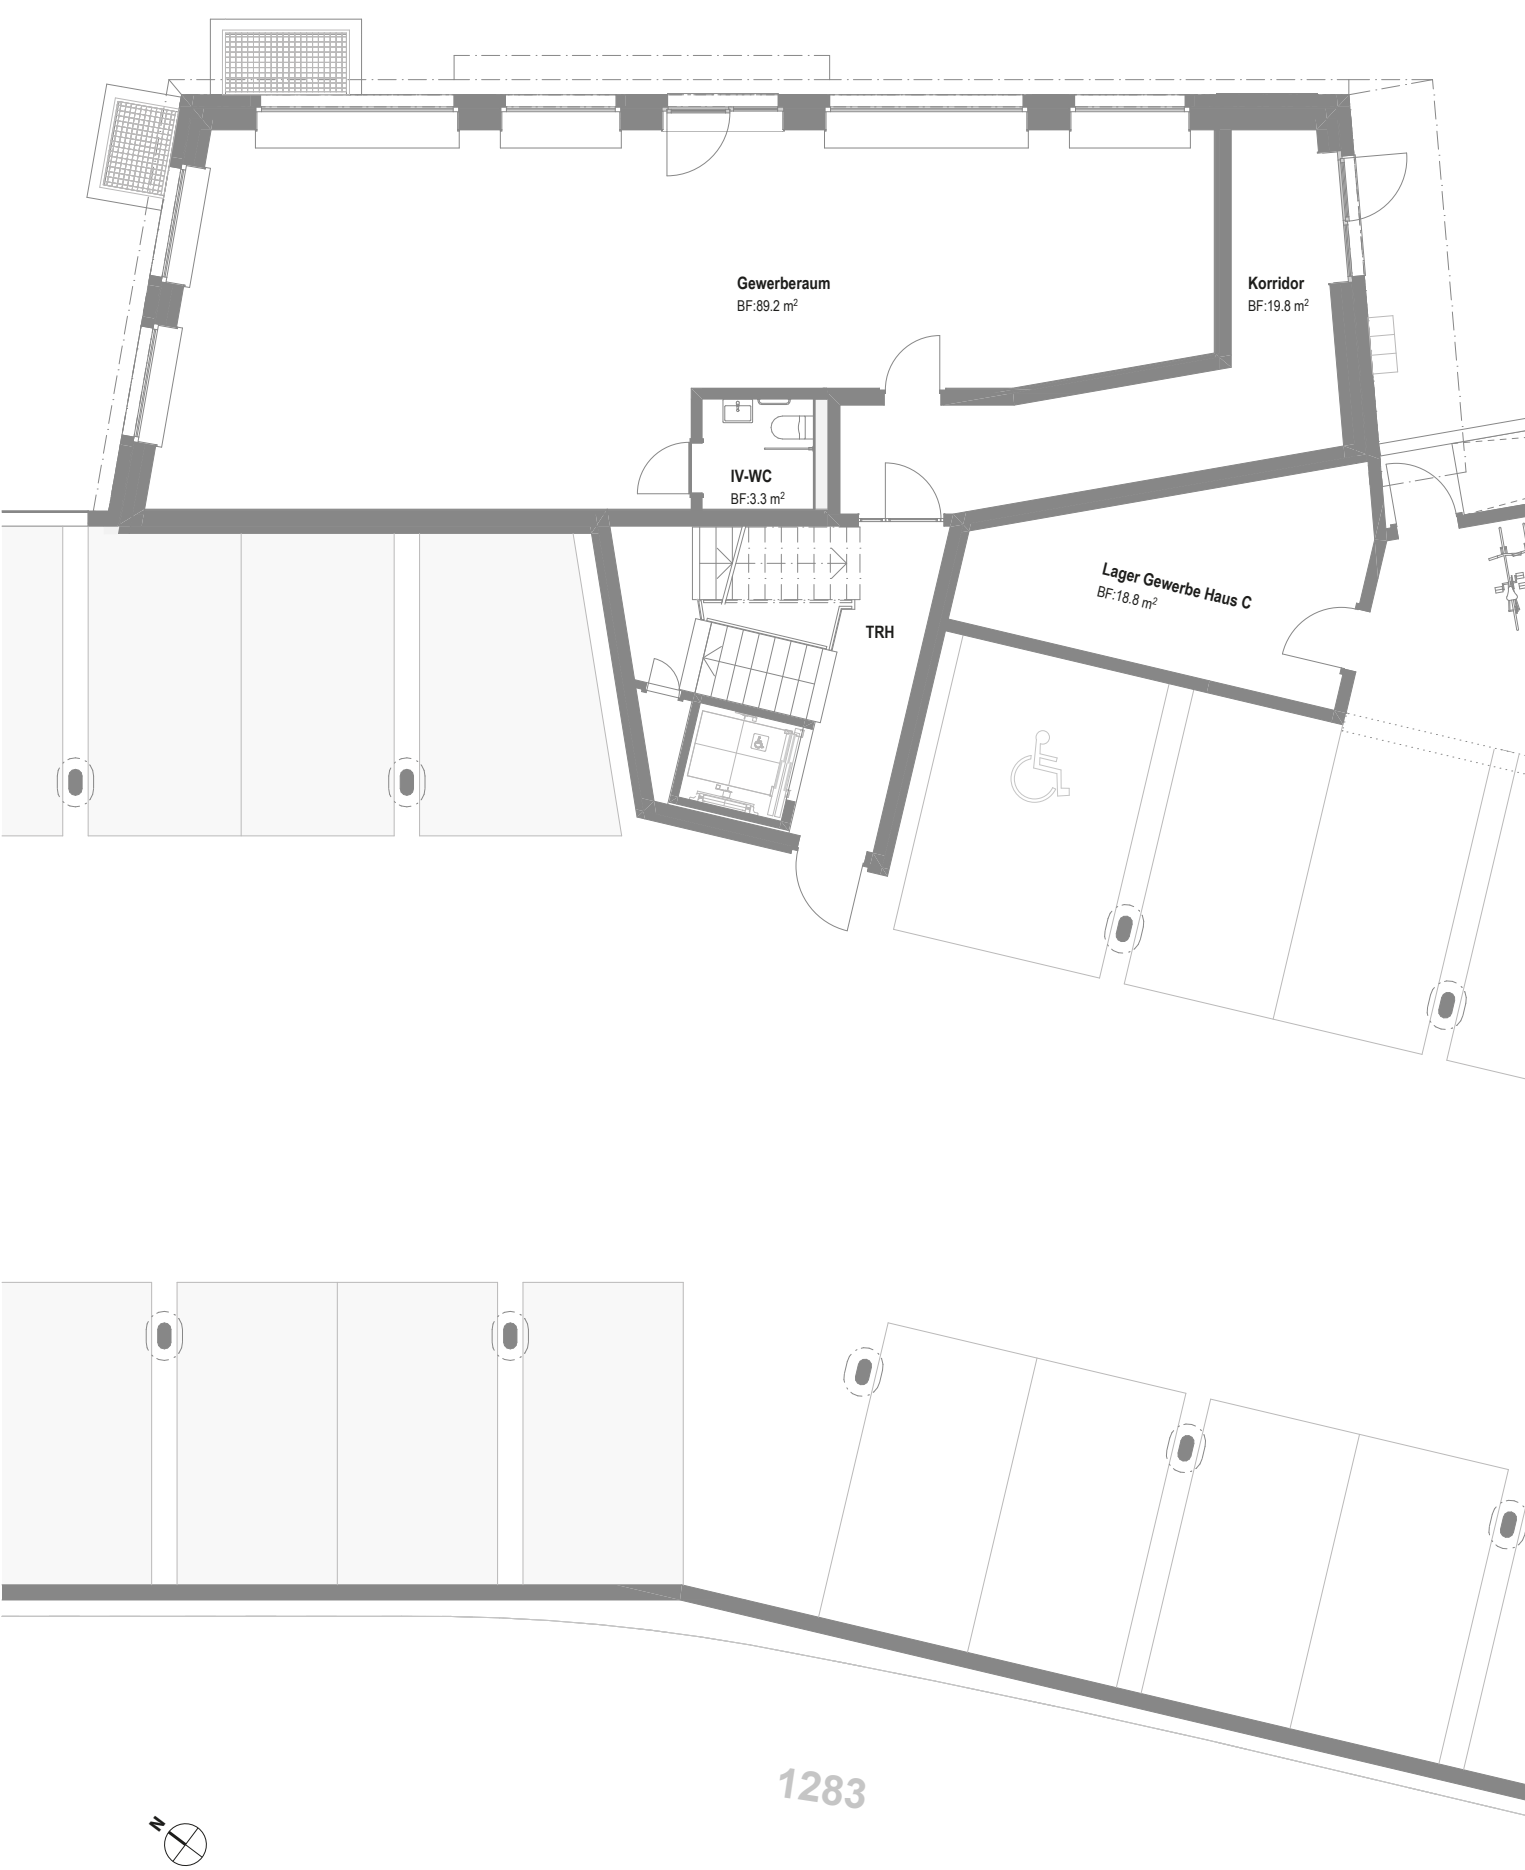 Gewerberaum
BF:89.2 m²
Korridor
BF:19.8 m²
IV-WC
BF:3.3 m²
Lager Gewerbe Haus C
BF:18.8 m²
TRH
1283
N